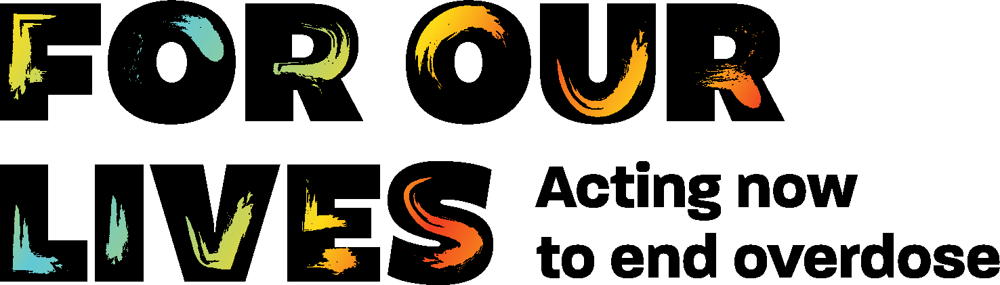 FOR OUR
LIVES
Acting now
to end overdose